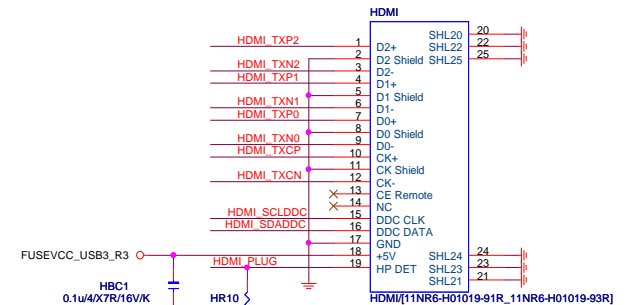 HDMI
HDMI_TXP2 1 D2+ SHL20 20
2 D2 Shield SHL22 22
HDMI_TXN2 3 D2- SHL25 25
HDMI_TXP1 4 D1+
5 D1 Shield
HDMI_TXN1 6 D1-
HDMI_TXP0 7 D0+
8 D0 Shield
HDMI_TXN0 9 D0-
HDMI_TXCP 10 CK+
11 CK Shield
HDMI_TXCN 12 CK-
13 CE Remote
14 NC
HDMI_SCLDDC 15 DDC CLK
HDMI_SDADDC 16 DDC DATA
17 GND
FUSEVCC_USB3_R3 18 +5V SHL24 24
HDMI_PLUG 19 HP DET SHL23 23
SHL21 21
HBC1
0.1u/4/X7R/16V/K
HR10
HDMI/[11NR6-H01019-91R_11NR6-H01019-93R]